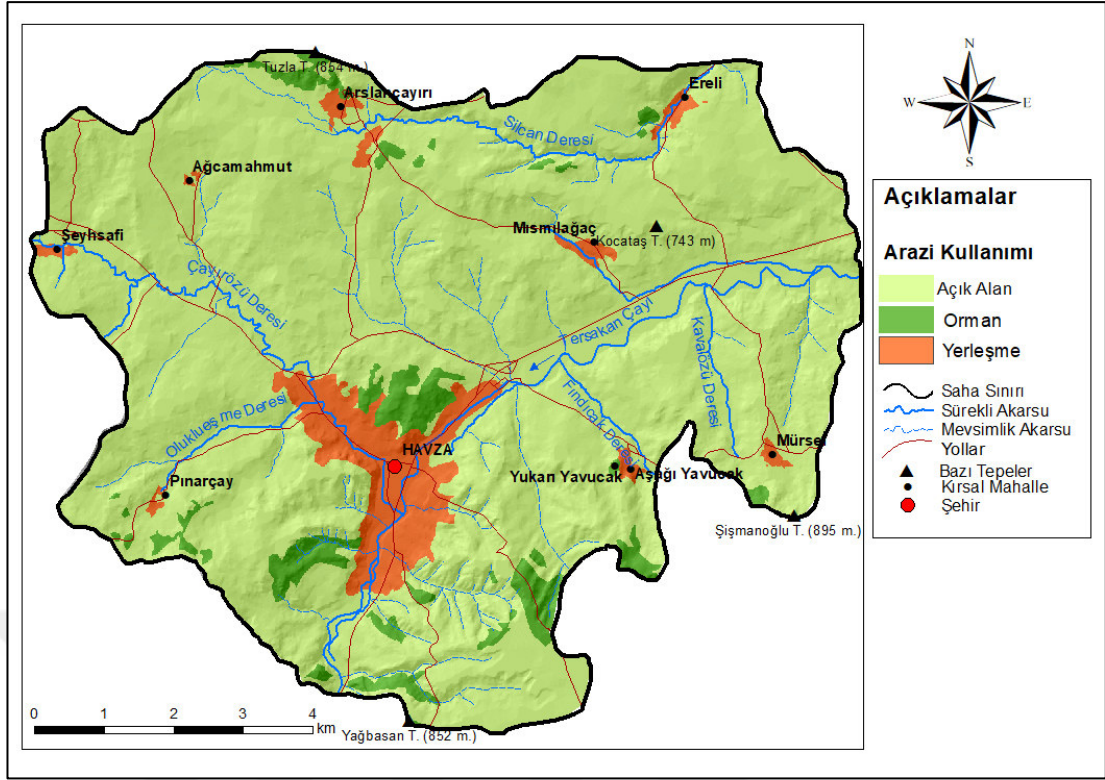 Tuzla T. (854 m.)
Arslançayırı
Ereli
Silcan Deresi
Ağcamahmut
Mısmılağaç
Kocataş T. (743 m)
Şeyhsafi
Çayırözü Deresi
Tersakan Çayı
Kavalözü Deresi
Fındıcak Deresi
Oluklueşme Deresi
HAVZA
Mürsel
Yukarı Yavucak
Aşağı Yavucak
Pınarçay
Şişmanoğlu T. (895 m.)
Yağbasan T. (852 m.)
0 1 2 3 4
km
N
W E
S
Açıklamalar
Arazi Kullanımı
Açık Alan
Orman
Yerleşme
Saha Sınırı
Sürekli Akarsu
Mevsimlik Akarsu
Yollar
Bazı Tepeler
Kırsal Mahalle
Şehir